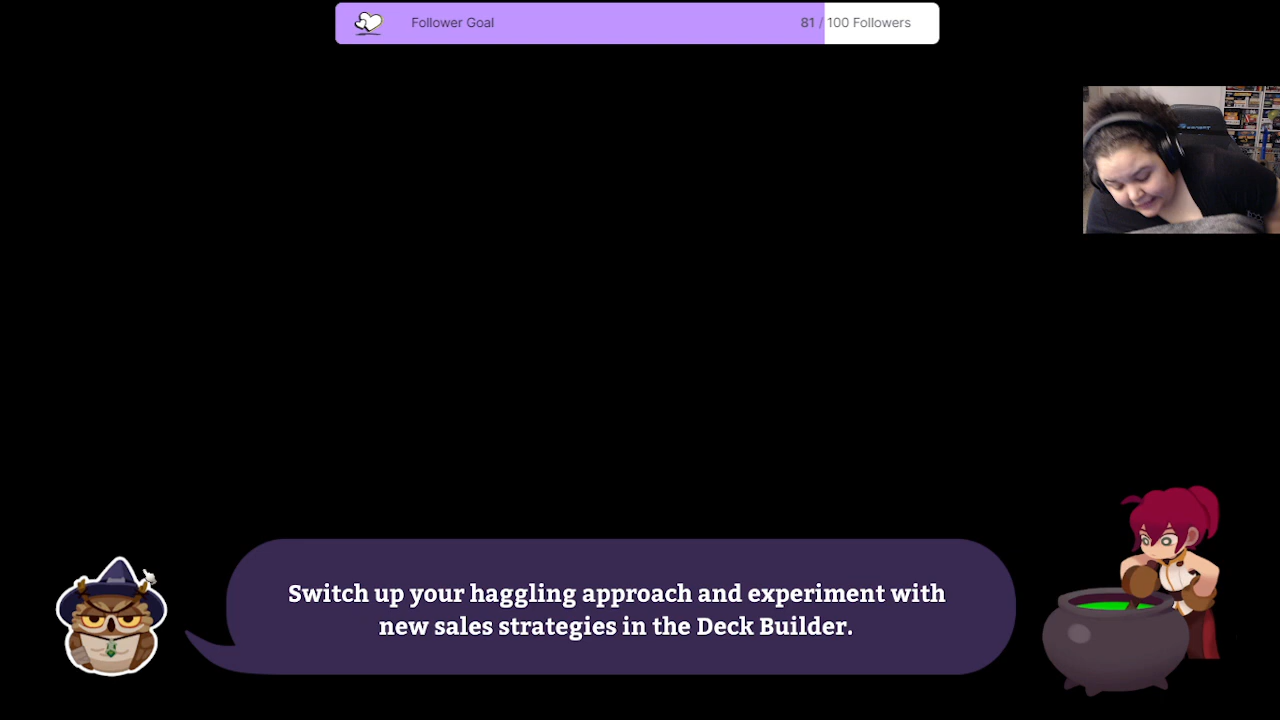 Follower Goal 81 / 100 Followers
Switch up your haggling approach and experiment with
new sales strategies in the Deck Builder.